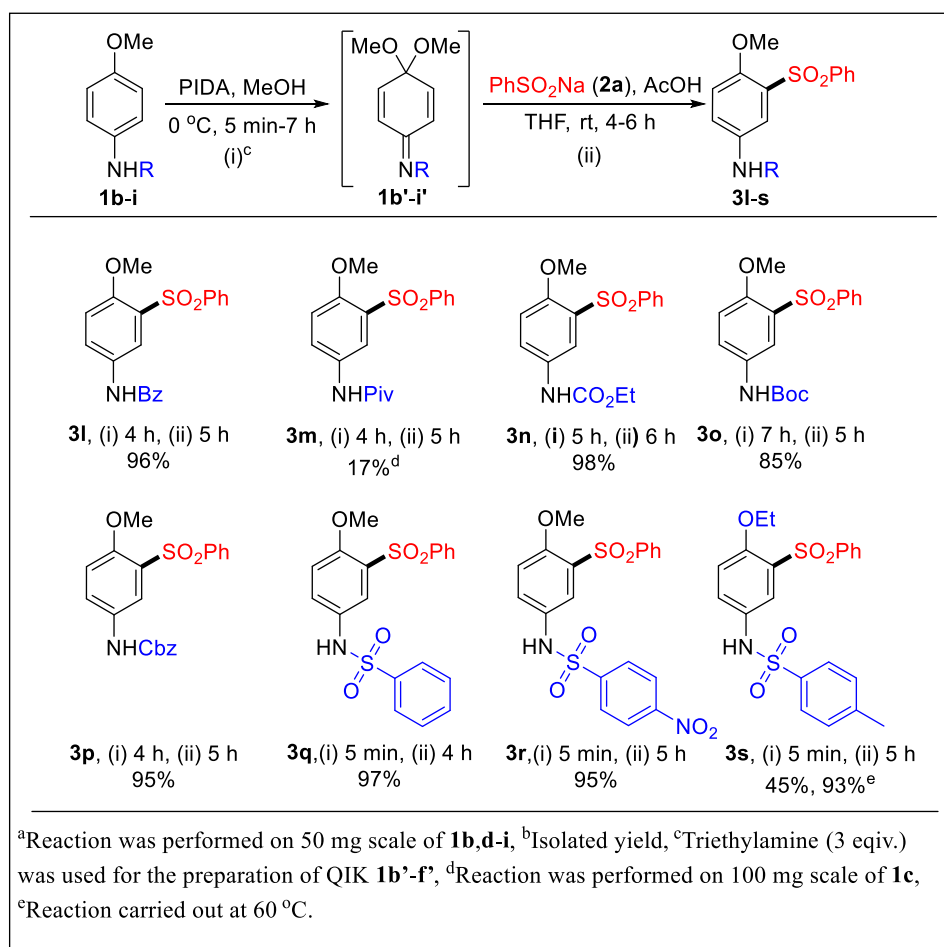 OMe
PIDA, MeOH
0 °C, 5 min-7 h
(i)ᶜ
NHR
1b-i
MeO OMe
NR
1b'-i'
PhSO₂Na (2a), AcOH
THF, rt, 4-6 h
(ii)
OMe
SO₂Ph
NHR
3l-s
OMe
SO₂Ph
NHBz
3l, (i) 4 h, (ii) 5 h
96%
OMe
SO₂Ph
NHPiv
3m, (i) 4 h, (ii) 5 h
17%ᵈ
OMe
SO₂Ph
NHCO₂Et
3n, (i) 5 h, (ii) 6 h
98%
OMe
SO₂Ph
NHBoc
3o, (i) 7 h, (ii) 5 h
85%
OMe
SO₂Ph
NHCbz
3p, (i) 4 h, (ii) 5 h
95%
OMe
SO₂Ph
HN
O
S
O
3q,(i) 5 min, (ii) 4 h
97%
OMe
SO₂Ph
HN
O
S
O
NO₂
3r,(i) 5 min, (ii) 5 h
95%
OEt
SO₂Ph
HN
O
S
O
3s, (i) 5 min, (ii) 5 h
45%, 93%ᵉ
ᵃReaction was performed on 50 mg scale of 1b,d-i, ᵇIsolated yield, ᶜTriethylamine (3 eqiv.)
was used for the preparation of QIK 1b’-f’, ᵈReaction was performed on 100 mg scale of 1c,
ᵉReaction carried out at 60 °C.